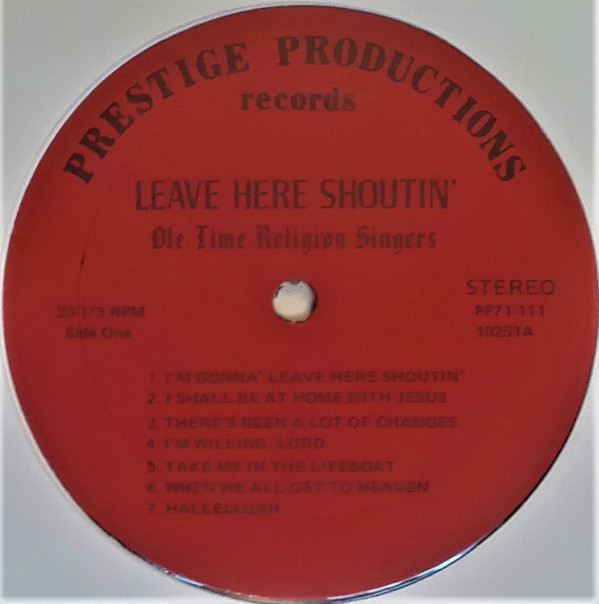 PRESTIGE PRODUCTIONS
records
LEAVE HERE SHOUTIN'
Ole Time Religion Singers
STEREO
33 1/3 RPM
PP71-111
Side One
10251A
1. I'M GONNA' LEAVE HERE SHOUTIN'
2. I SHALL BE AT HOME WITH JESUS
3. THERE'S BEEN A LOT OF CHANGES
4. I'M WILLING, LORD
5. TAKE ME IN THE LIFEBOAT
6. WHEN WE ALL GET TO HEAVEN
7. HALLELUJAH